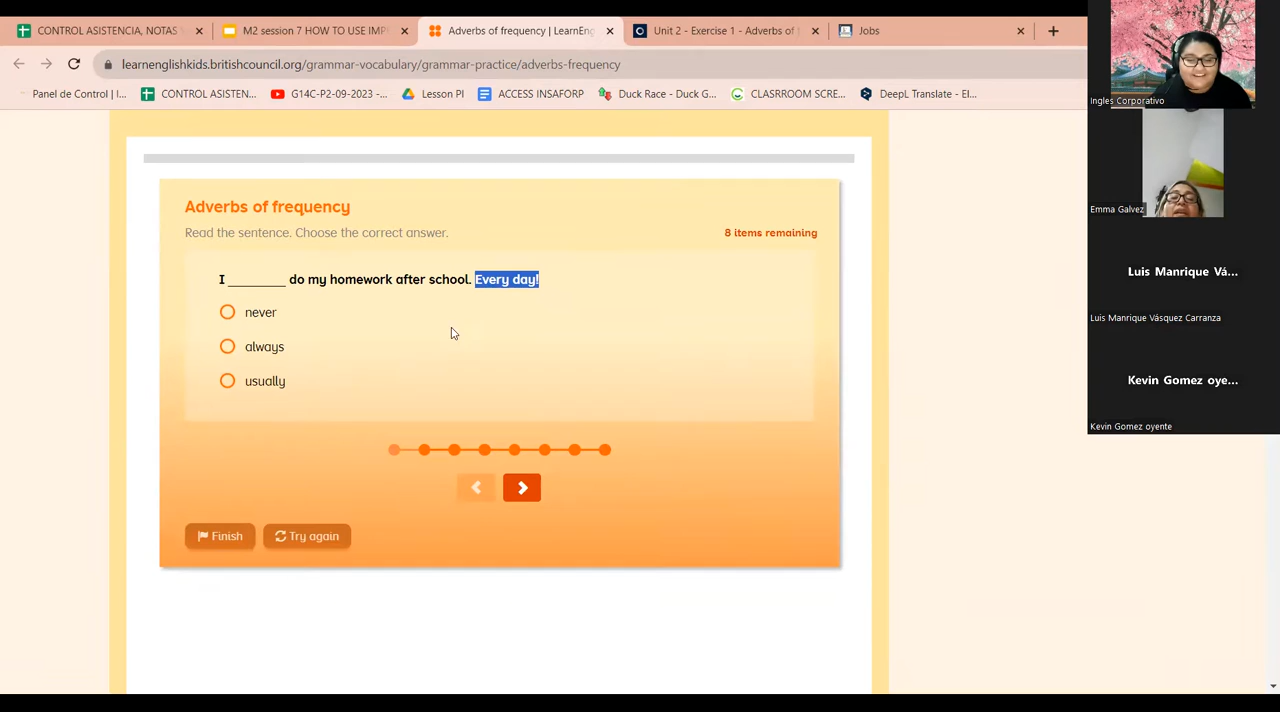 CONTROL ASISTENCIA, NOTAS
M2 session 7 HOW TO USE IMP
Adverbs of frequency | LearnEng
Unit 2 - Exercise 1 - Adverbs of
Jobs
learnenglishkids.britishcouncil.org/grammar-vocabulary/grammar-practice/adverbs-frequency
Panel de Control | I...
CONTROL ASISTEN...
G14C-P2-09-2023 -...
Lesson Pl
ACCESS INSAFORP
Duck Race - Duck G...
CLASRROOM SCRE...
DeepL Translate - El...
Adverbs of frequency
Read the sentence. Choose the correct answer.
8 items remaining
I ________ do my homework after school. Every day!
never
always
usually
Finish
Try again
Ingles Corporativo
Emma Galvez
Luis Manrique Vá...
Luis Manrique Vásquez Carranza
Kevin Gomez oye...
Kevin Gomez oyente